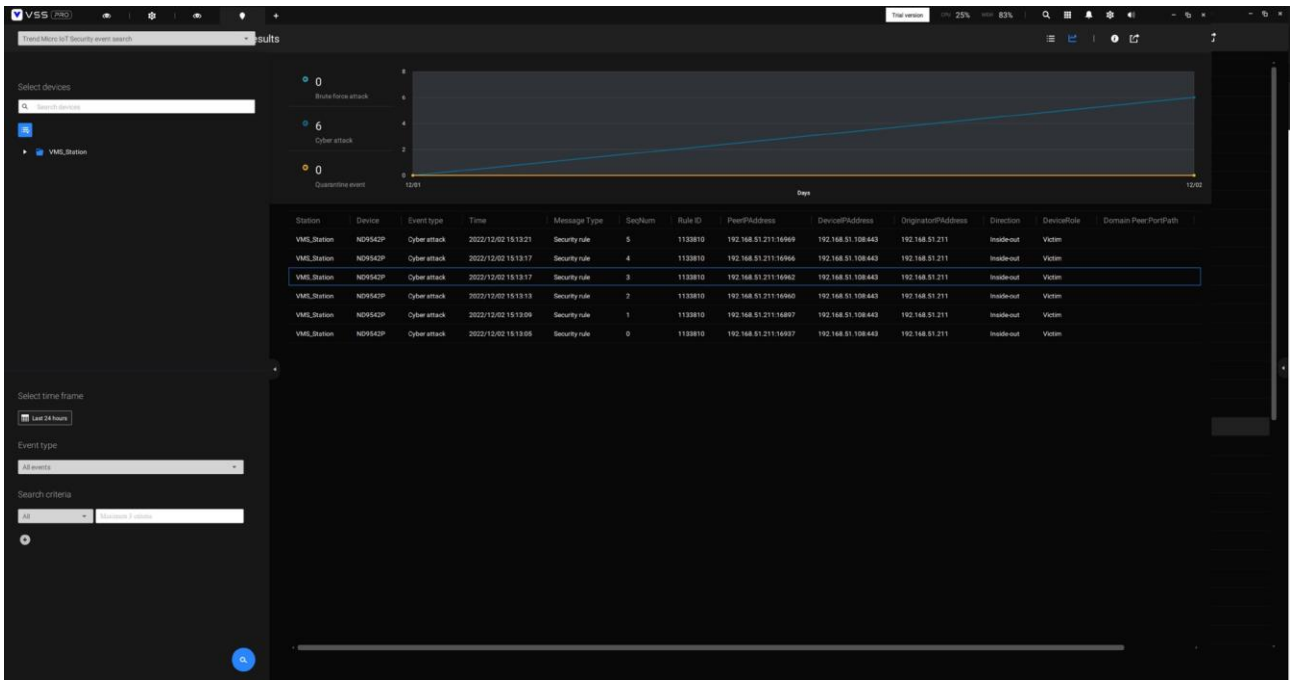 VSS PRO
Trial version CPU 25% MEM 83%
Trend Micro IoT Security event search
esults
Select devices
Search devices
VMS_Station
0
Brute force attack
6
Cyber attack
0
Quarantine event
8
6
4
2
0
12/01
12/02
Days
Station Device Event type Time Message Type SeqNum Rule ID PeerIPAddress DeviceIPAddress OriginatorIPAddress Direction DeviceRole Domain Peer:PortPath
VMS_Station ND9542P Cyber attack 2022/12/02 15:13:21 Security rule 5 1133810 192.168.51.211:16969 192.168.51.108:443 192.168.51.211 Inside-out Victim
VMS_Station ND9542P Cyber attack 2022/12/02 15:13:17 Security rule 4 1133810 192.168.51.211:16966 192.168.51.108:443 192.168.51.211 Inside-out Victim
VMS_Station ND9542P Cyber attack 2022/12/02 15:13:17 Security rule 3 1133810 192.168.51.211:16962 192.168.51.108:443 192.168.51.211 Inside-out Victim
VMS_Station ND9542P Cyber attack 2022/12/02 15:13:13 Security rule 2 1133810 192.168.51.211:16960 192.168.51.108:443 192.168.51.211 Inside-out Victim
VMS_Station ND9542P Cyber attack 2022/12/02 15:13:09 Security rule 1 1133810 192.168.51.211:16897 192.168.51.108:443 192.168.51.211 Inside-out Victim
VMS_Station ND9542P Cyber attack 2022/12/02 15:13:05 Security rule 0 1133810 192.168.51.211:16937 192.168.51.108:443 192.168.51.211 Inside-out Victim
Select time frame
Last 24 hours
Event type
All events
Search criteria
All